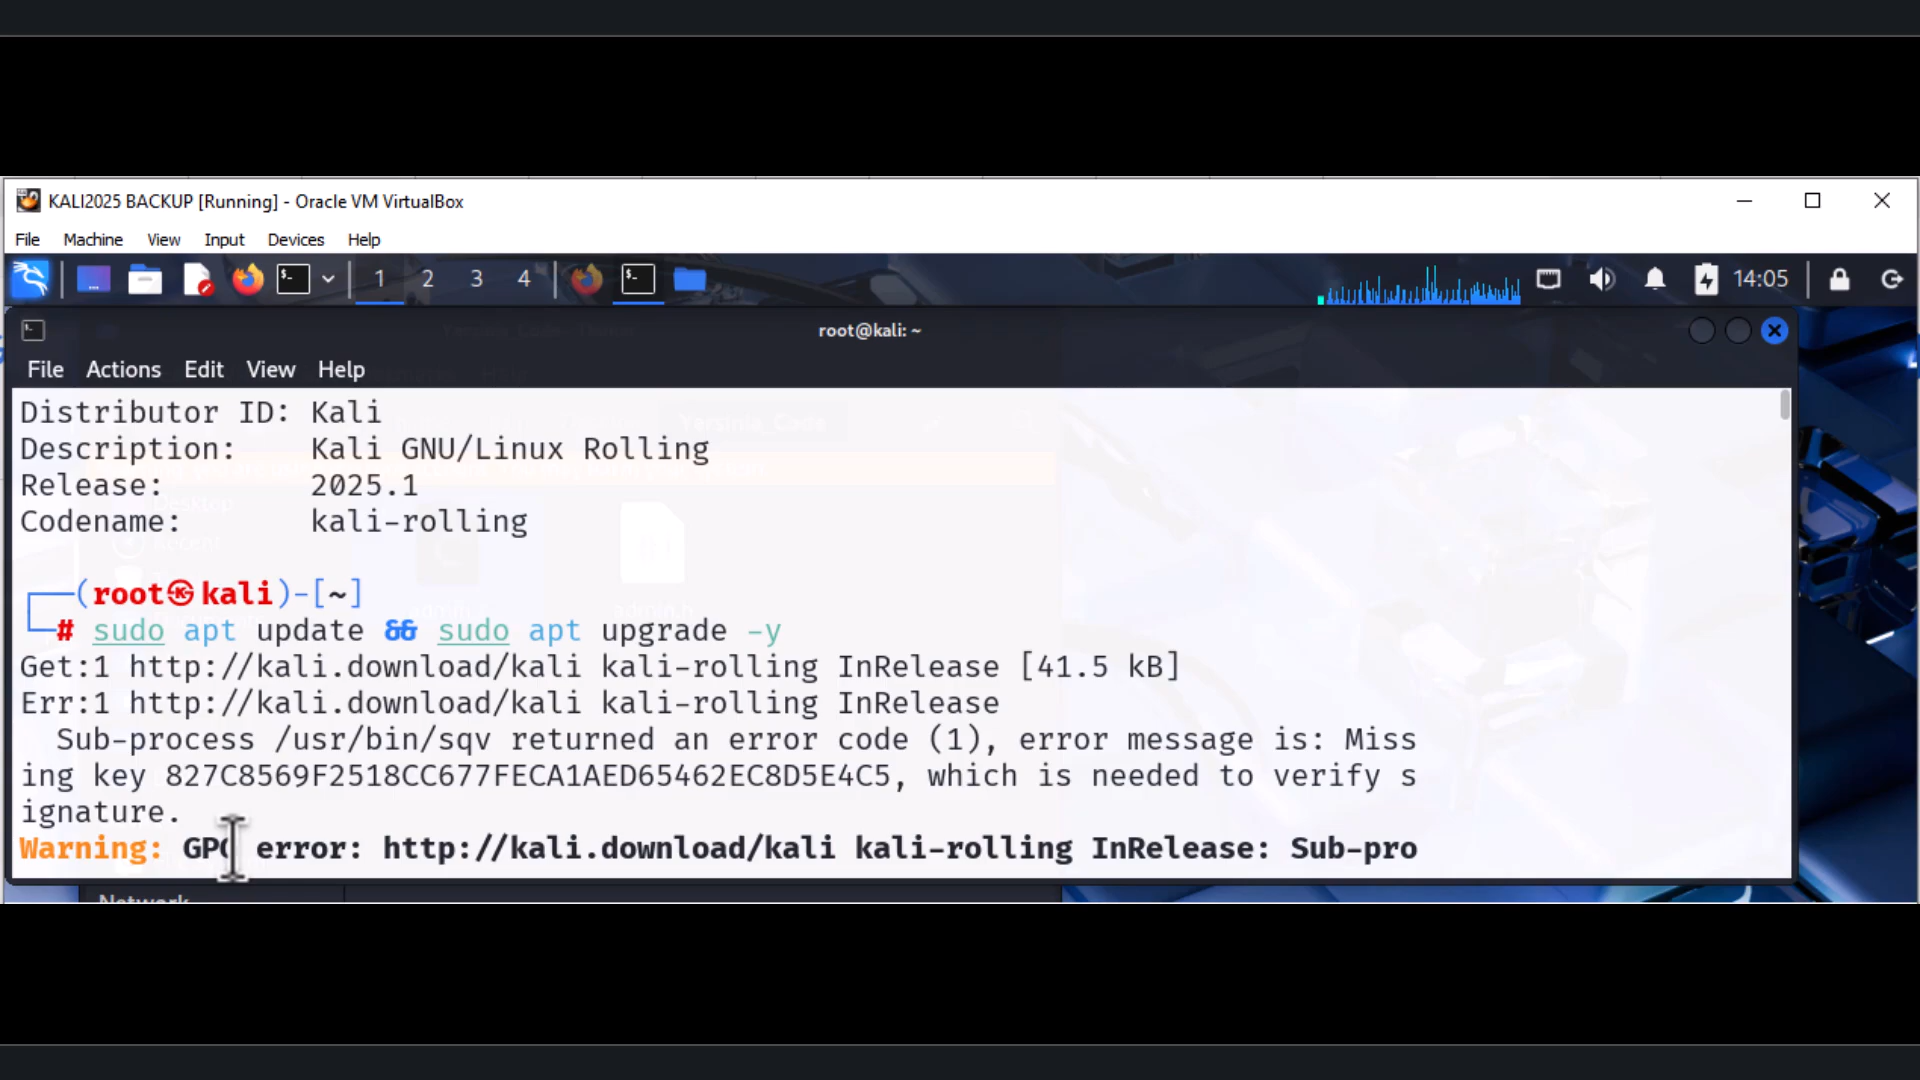 KALI2025 BACKUP [Running] - Oracle VM VirtualBox
File Machine View Input Devices Help
1 2 3 4 14:05
root@kali: ~
File Actions Edit View Help
Distributor ID: Kali
Description: Kali GNU/Linux Rolling
Release: 2025.1
Codename: kali-rolling
(root㉿kali)-[~]
# sudo apt update && sudo apt upgrade -y
Get:1 http://kali.download/kali kali-rolling InRelease [41.5 kB]
Err:1 http://kali.download/kali kali-rolling InRelease
Sub-process /usr/bin/sqv returned an error code (1), error message is: Miss
ing key 827C8569F2518CC677FECA1AED65462EC8D5E4C5, which is needed to verify s
ignature.
Warning: GPG error: http://kali.download/kali kali-rolling InRelease: Sub-pro
Network